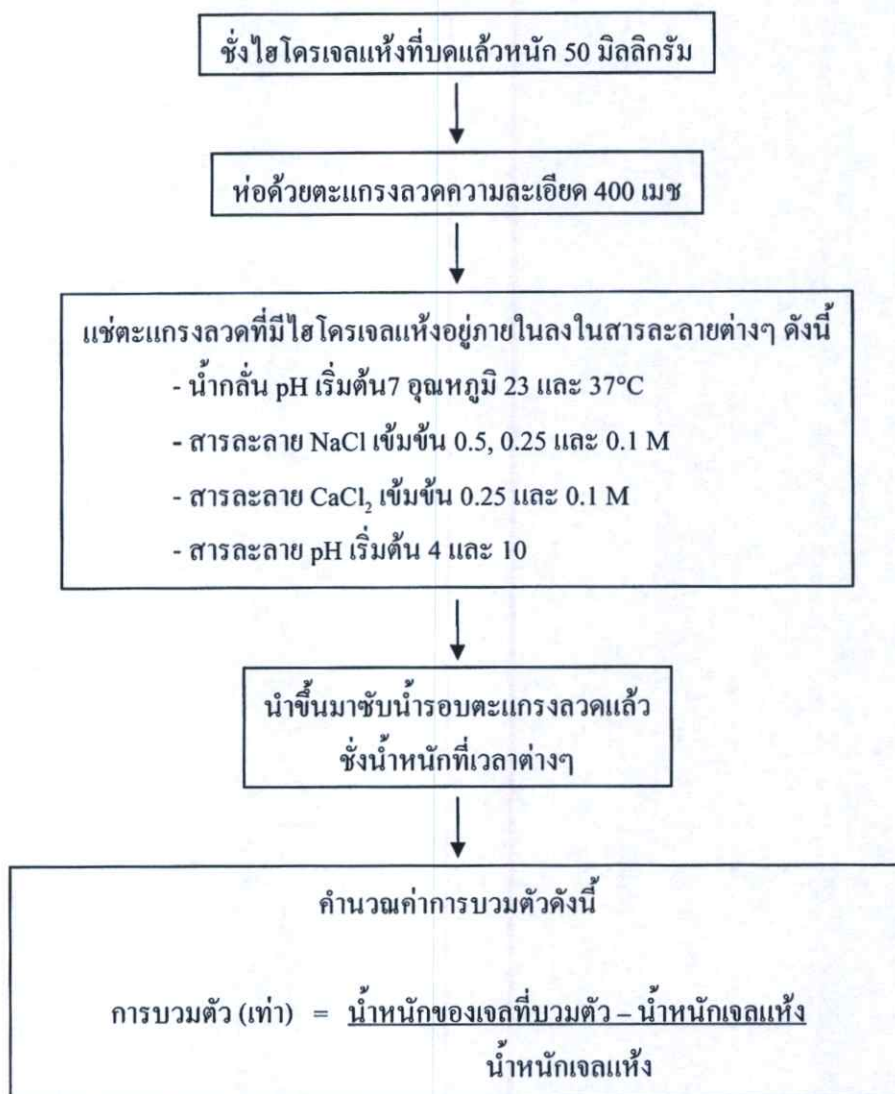 ชั่งไฮโดรเจลแห้งที่บดแล้วหนัก 50 มิลลิกรัม
ห่อด้วยตะแกรงลวดความละเอียด 400 เมช
แช่ตะแกรงลวดที่มีไฮโดรเจลแห้งอยู่ภายในลงในสารละลายต่างๆ ดังนี้
- น้ำกลั่น pH เริ่มต้น7 อุณหภูมิ 23 และ 37°C
- สารละลาย NaCl เข้มข้น 0.5, 0.25 และ 0.1 M
- สารละลาย CaCl₂ เข้มข้น 0.25 และ 0.1 M
- สารละลาย pH เริ่มต้น 4 และ 10
นำขึ้นมาซับน้ำรอบตะแกรงลวดแล้ว
ชั่งน้ำหนักที่เวลาต่างๆ
คำนวณค่าการบวมตัวดังนี้
การบวมตัว (เท่า) = น้ำหนักของเจลที่บวมตัว – น้ำหนักเจลแห้ง
น้ำหนักเจลแห้ง